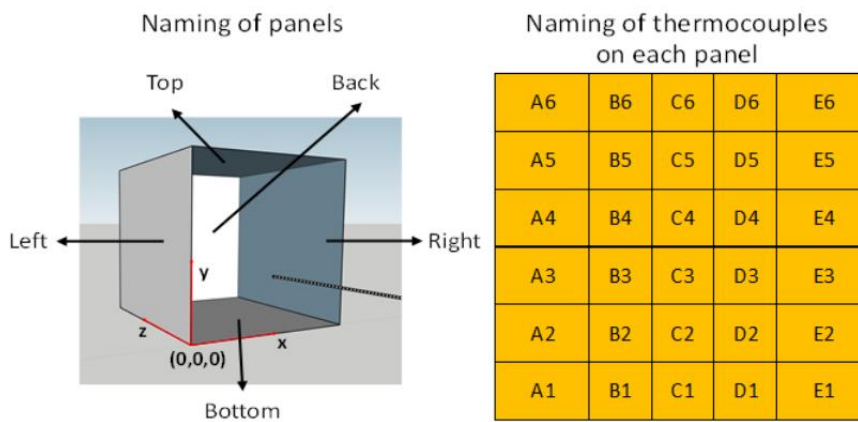 Naming of panels
Top
Back
Left
Right
y
z
x
(0,0,0)
Bottom
Naming of thermocouples
on each panel
A6 B6 C6 D6 E6
A5 B5 C5 D5 E5
A4 B4 C4 D4 E4
A3 B3 C3 D3 E3
A2 B2 C2 D2 E2
A1 B1 C1 D1 E1